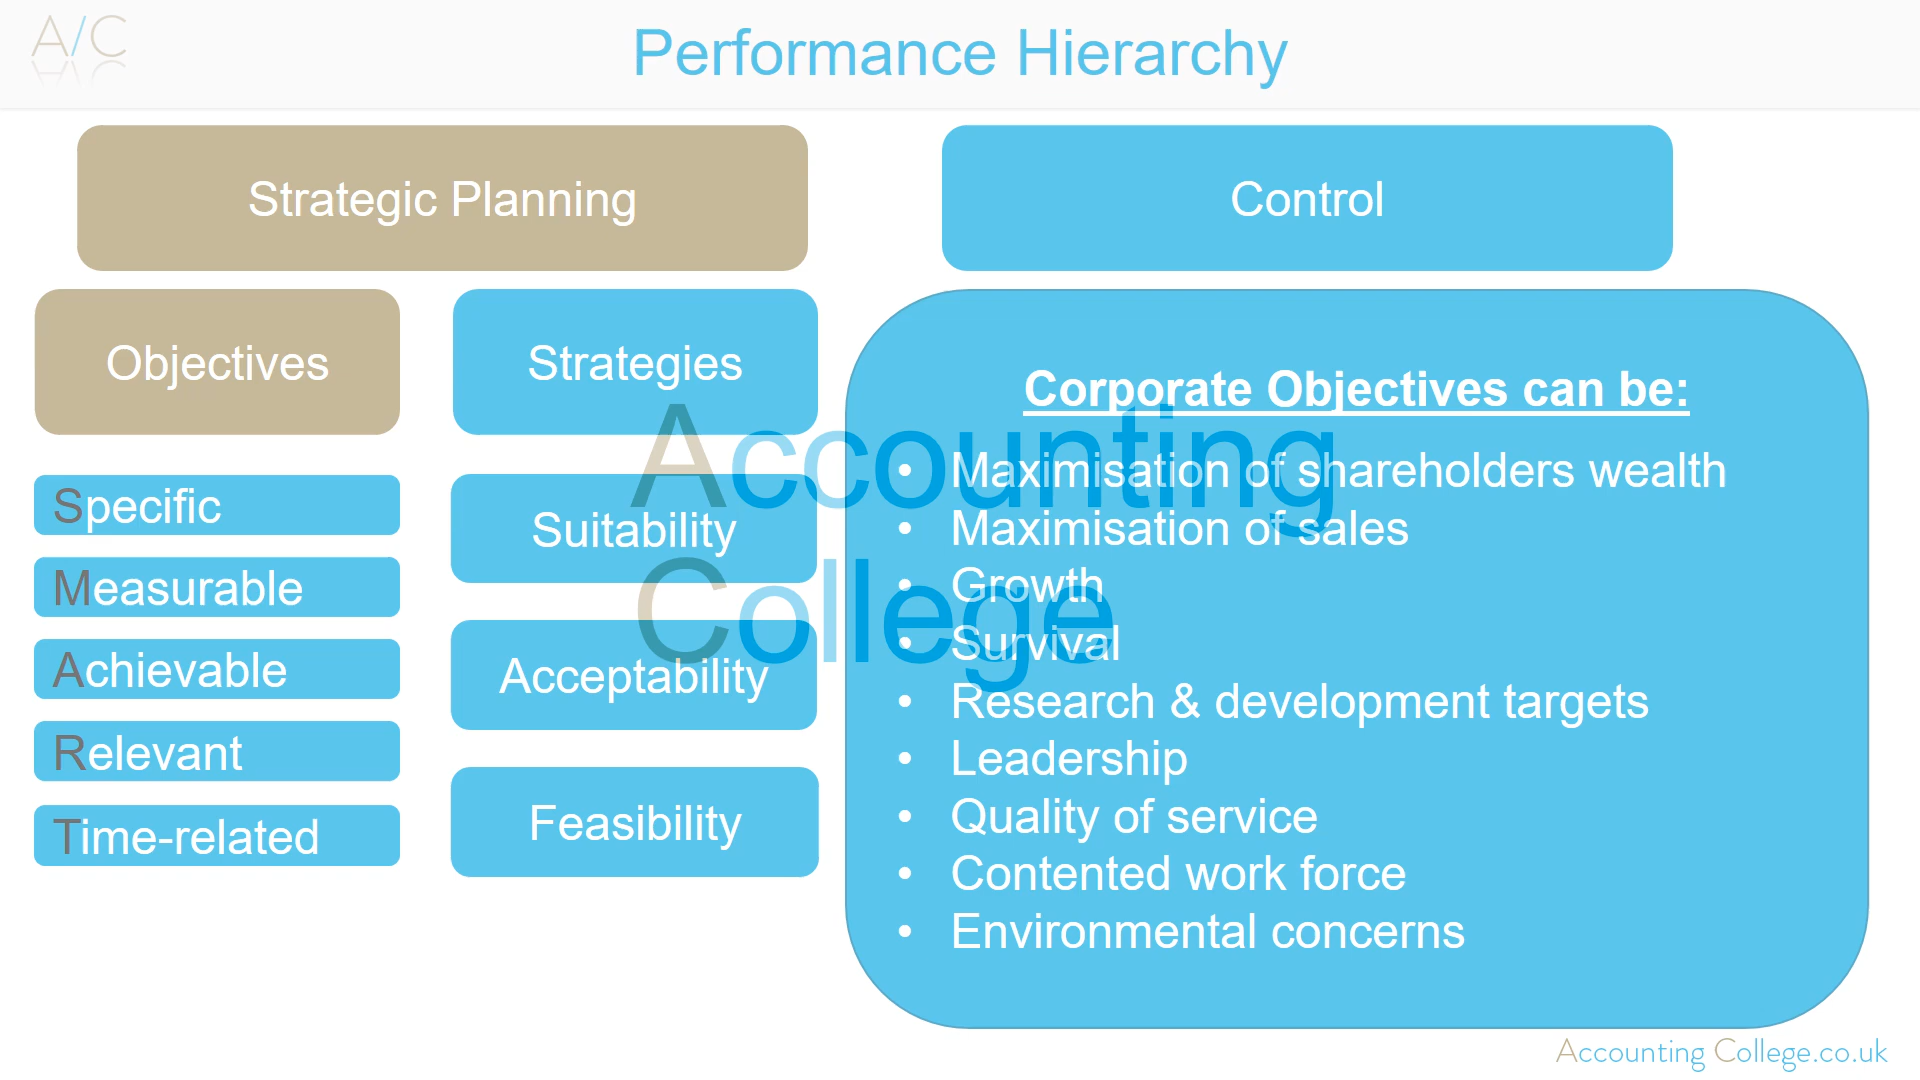 A/C
Performance Hierarchy
Strategic Planning
Control
Objectives
Strategies
Specific
Measurable
Achievable
Relevant
Time-related
Suitability
Acceptability
Feasibility
Corporate Objectives can be:
• Maximisation of shareholders wealth
• Maximisation of sales
• Growth
• Survival
• Research & development targets
• Leadership
• Quality of service
• Contented work force
• Environmental concerns
Accounting
College
Accounting College.co.uk